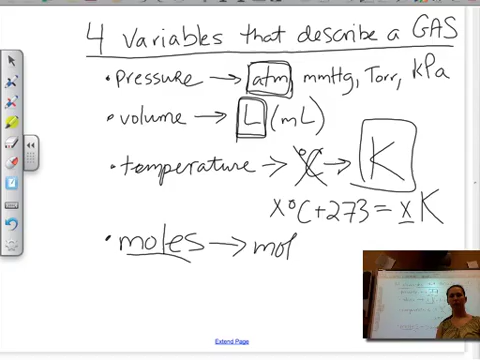 4 variables that describe a GAS
• pressure → atm mmHg, Torr, kPa
• volume → L (mL)
• temperature → °C → K
x°C + 273 = x K
• moles → mol
Extend Page